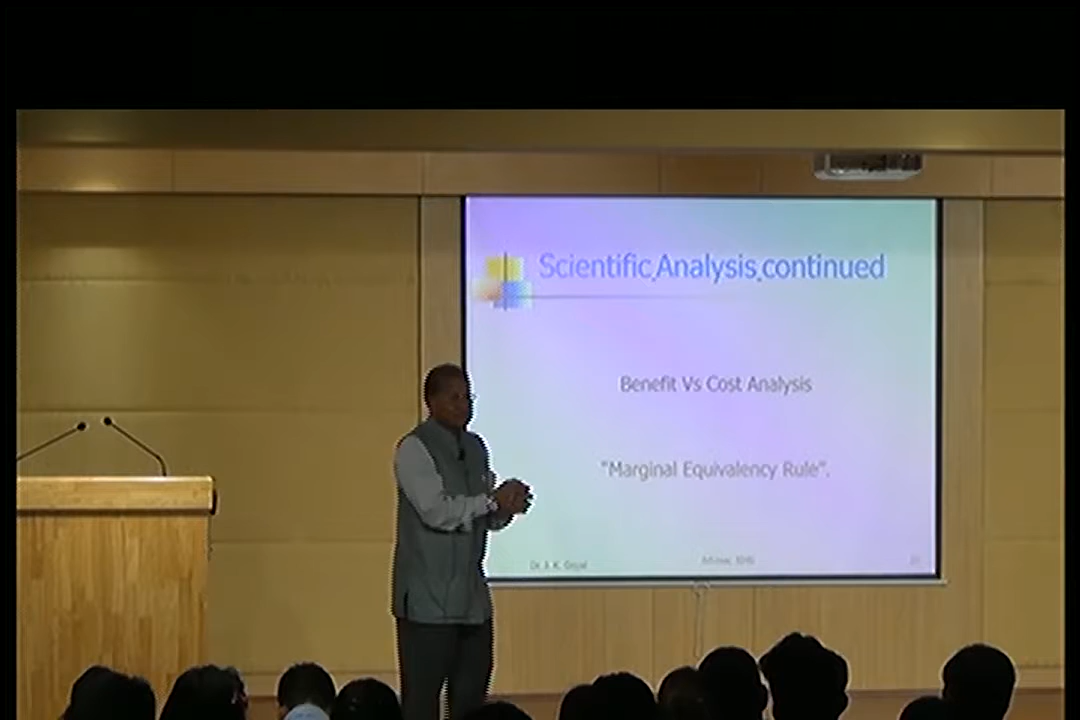 Scientific Analysis continued
Benefit Vs Cost Analysis
"Marginal Equivalency Rule".